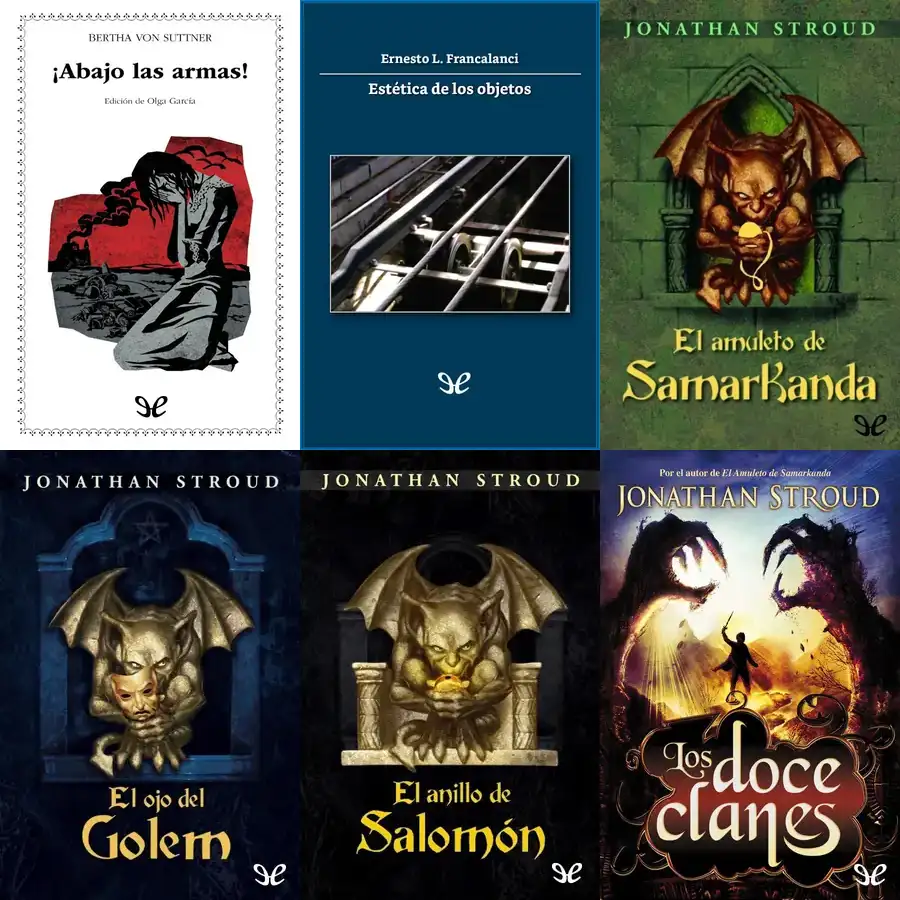 BERTHA VON SUTTNER
¡Abajo las armas!
Edición de Olga García
Ernesto L. Francalanci
Estética de los objetos
JONATHAN STROUD
El amuleto de
Samarkanda
JONATHAN STROUD
El ojo del
Golem
JONATHAN STROUD
El anillo de
Salomón
Por el autor de El Amuleto de Samarkanda
JONATHAN STROUD
Los
doce
clanes